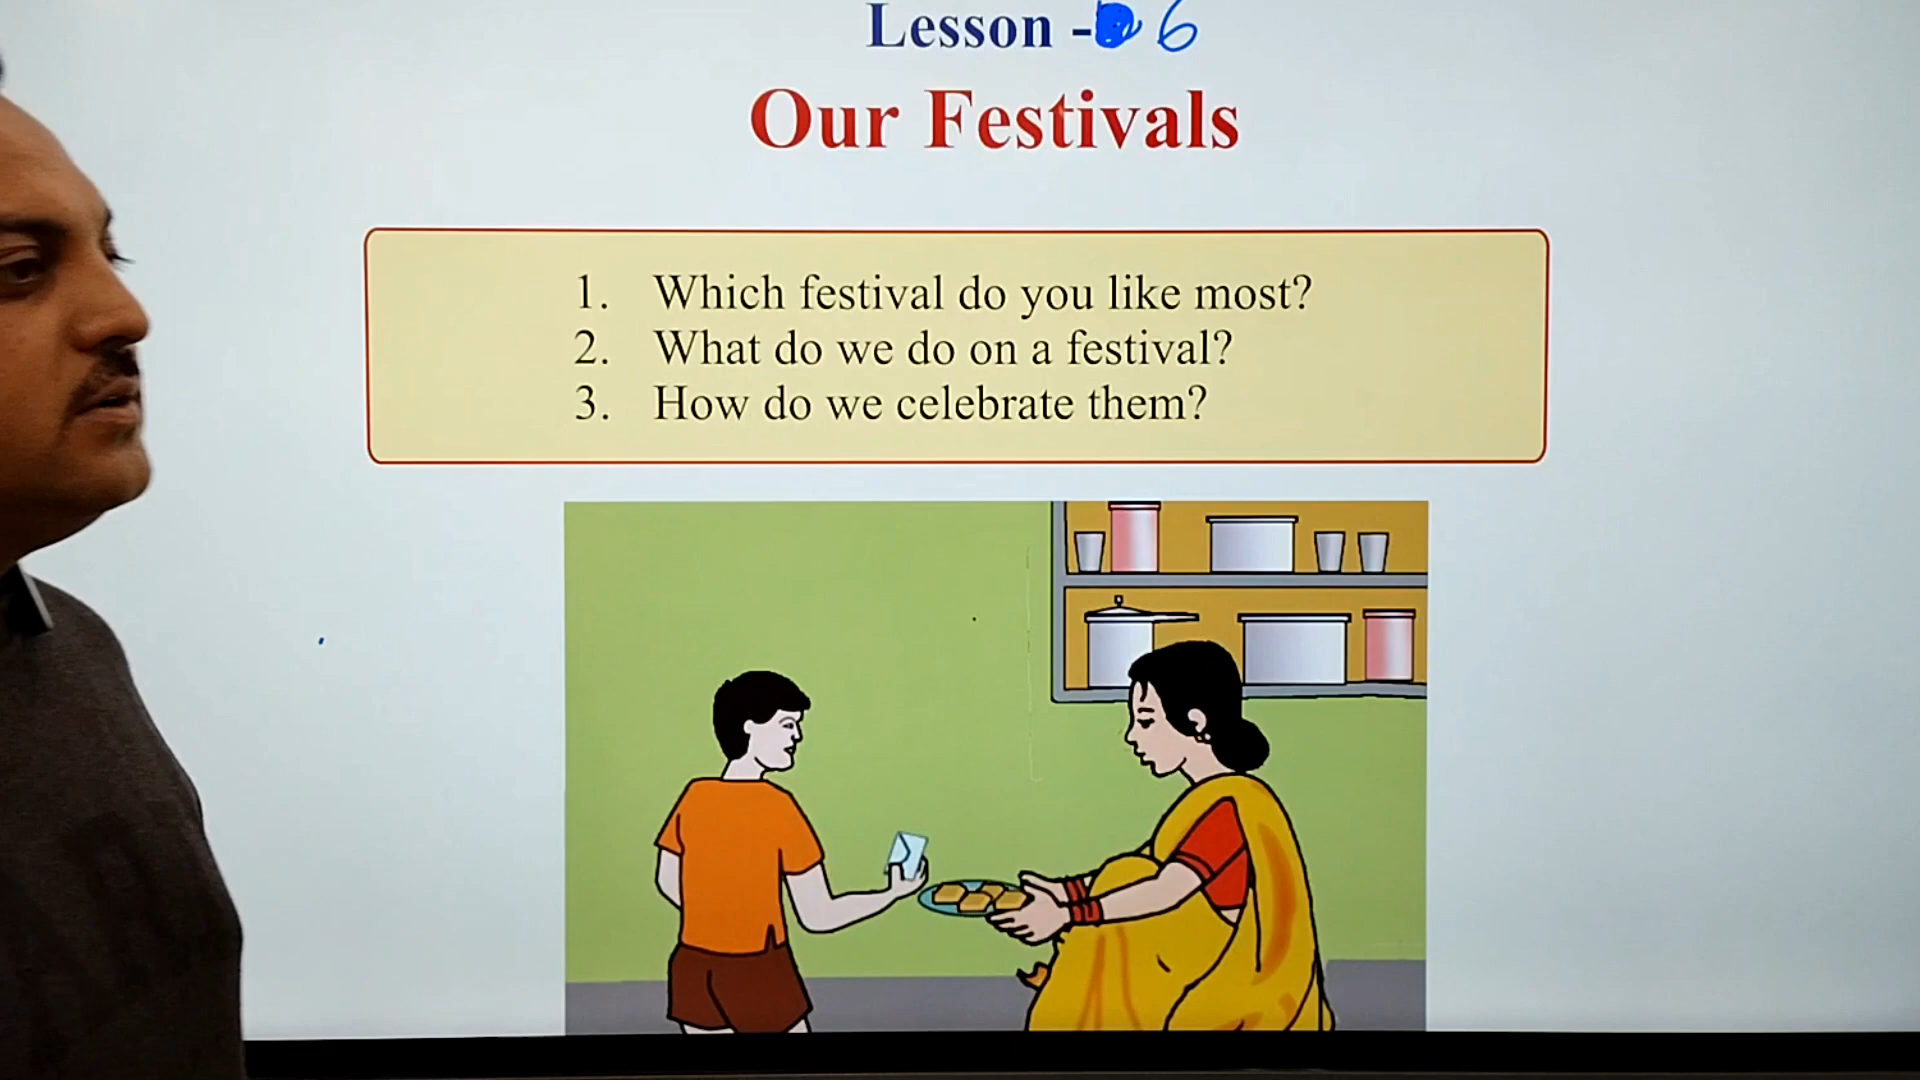 Lesson - 6
Our Festivals
1. Which festival do you like most?
2. What do we do on a festival?
3. How do we celebrate them?